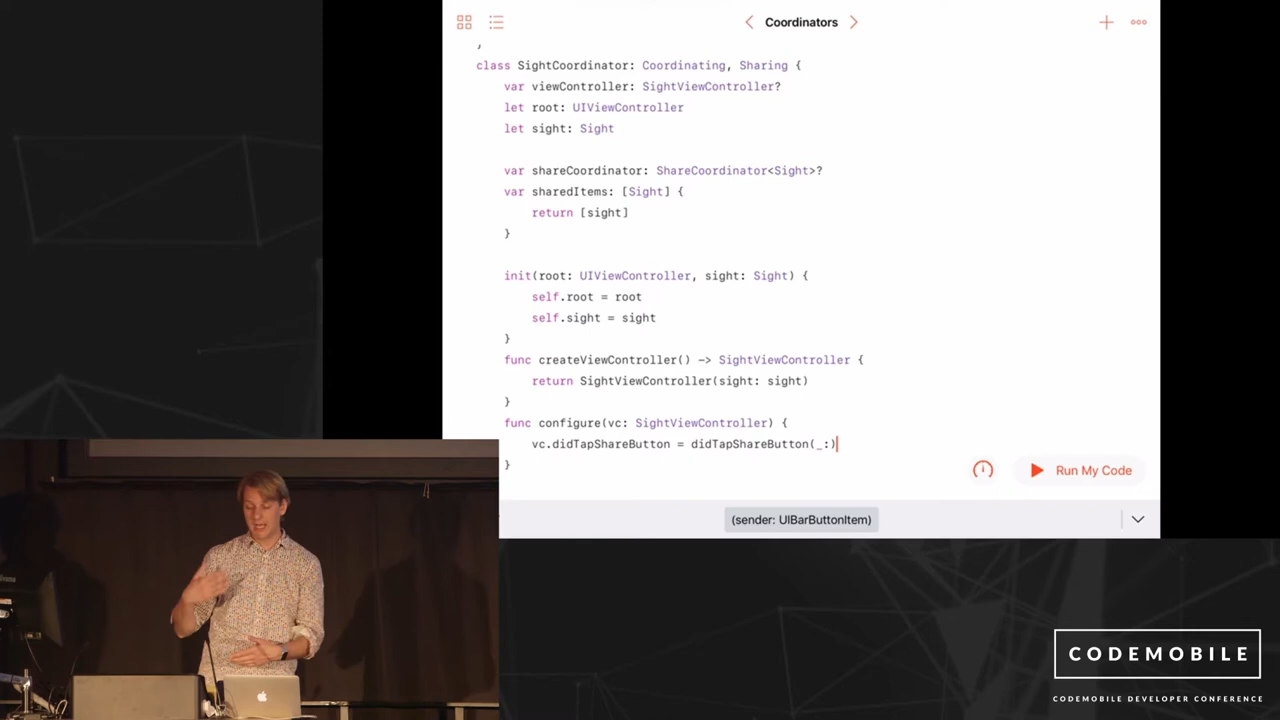 Coordinators
class SightCoordinator: Coordinating, Sharing {
var viewController: SightViewController?
let root: UIViewController
let sight: Sight
var shareCoordinator: ShareCoordinator<Sight>?
var sharedItems: [Sight] {
return [sight]
}
init(root: UIViewController, sight: Sight) {
self.root = root
self.sight = sight
}
func createViewController() -> SightViewController {
return SightViewController(sight: sight)
}
func configure(vc: SightViewController) {
vc.didTapShareButton = didTapShareButton(_:)
}
Run My Code
(sender: UIBarButtonItem)
CODEMOBILE
CODEMOBILE DEVELOPER CONFERENCE